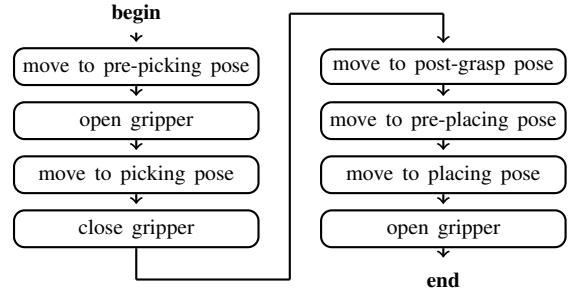 begin
move to pre-picking pose
open gripper
move to picking pose
close gripper
move to post-grasp pose
move to pre-placing pose
move to placing pose
open gripper
end